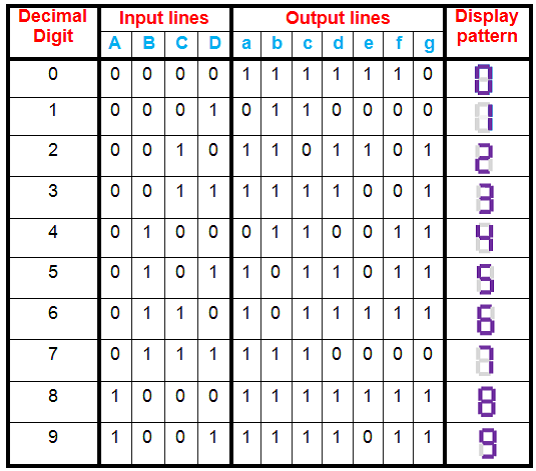 Decimal Digit Input lines Output lines Display pattern
A B C D a b c d e f g
0 0 0 0 0 1 1 1 1 1 1 0 0
1 0 0 0 1 0 1 1 0 0 0 0 1
2 0 0 1 0 1 1 0 1 1 0 1 2
3 0 0 1 1 1 1 1 1 0 0 1 3
4 0 1 0 0 0 1 1 0 0 1 1 4
5 0 1 0 1 1 0 1 1 0 1 1 5
6 0 1 1 0 1 0 1 1 1 1 1 6
7 0 1 1 1 1 1 1 0 0 0 0 7
8 1 0 0 0 1 1 1 1 1 1 1 8
9 1 0 0 1 1 1 1 1 0 1 1 9